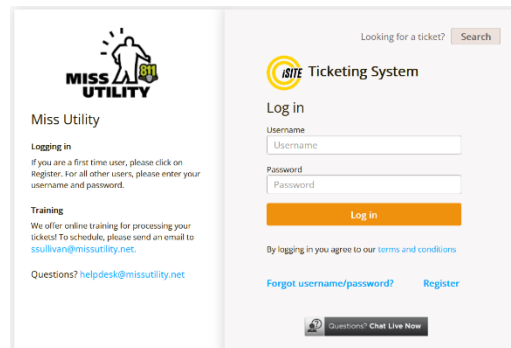 MISS
811
UTILITY
Miss Utility
Logging in
If you are a first time user, please click on
Register. For all other users, please enter your
username and password.
Training
We offer online training for processing your
tickets! To schedule, please send an email to
ssullivan@missutility.net.
Questions? helpdesk@missutility.net
Looking for a ticket? Search
iSITE Ticketing System
Log in
Username
Username
Password
Password
Log in
By logging in you agree to our terms and conditions
Forgot username/password? Register
Questions? Chat Live Now